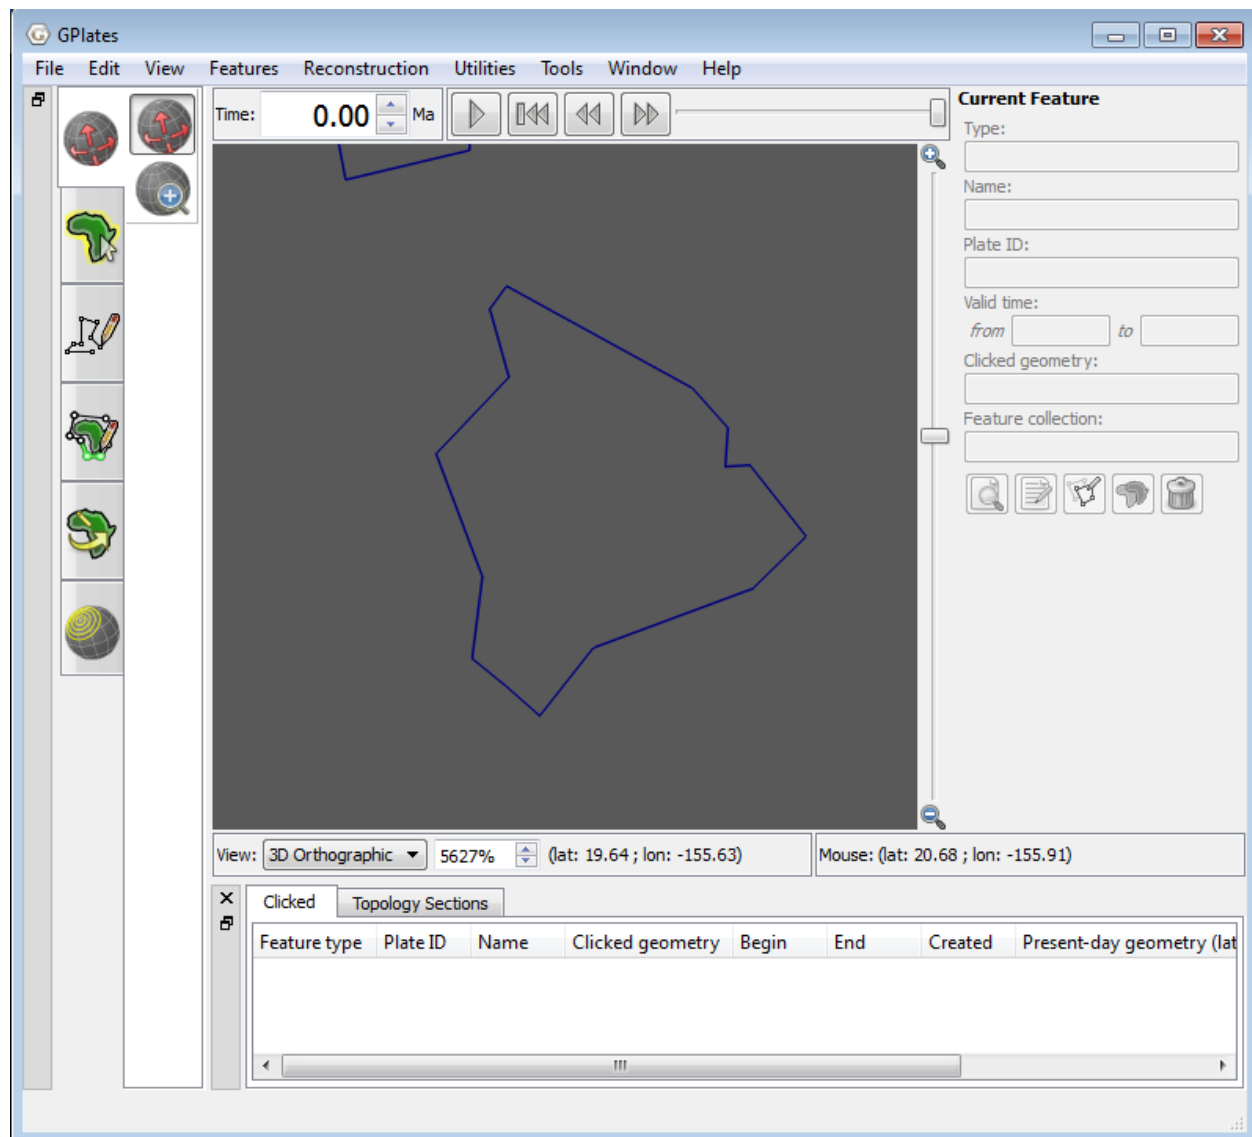 GPlates
File Edit View Features Reconstruction Utilities Tools Window Help
Time: 0.00 Ma
Current Feature
Type:
Name:
Plate ID:
Valid time:
from to
Clicked geometry:
Feature collection:
View: 3D Orthographic 5627% (lat: 19.64 ; lon: -155.63) Mouse: (lat: 20.68 ; lon: -155.91)
Clicked Topology Sections
Feature type Plate ID Name Clicked geometry Begin End Created Present-day geometry (lat